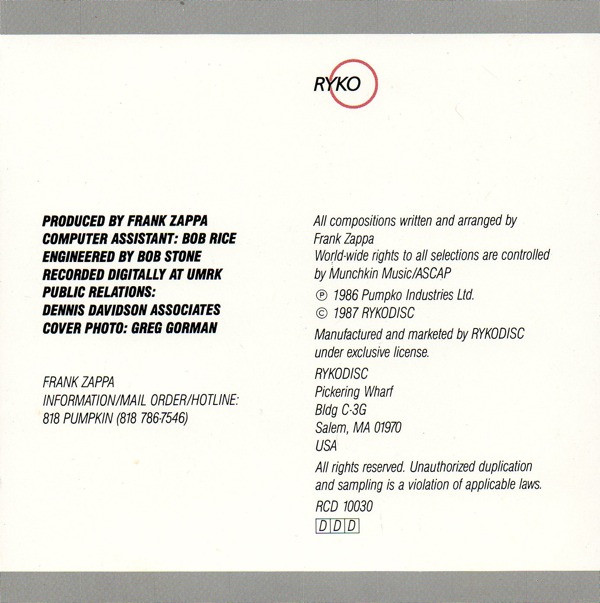 RYKO
PRODUCED BY FRANK ZAPPA
COMPUTER ASSISTANT: BOB RICE
ENGINEERED BY BOB STONE
RECORDED DIGITALLY AT UMRK
PUBLIC RELATIONS:
DENNIS DAVIDSON ASSOCIATES
COVER PHOTO: GREG GORMAN
FRANK ZAPPA
INFORMATION/MAIL ORDER/HOTLINE:
818 PUMPKIN (818 786-7546)
All compositions written and arranged by
Frank Zappa
World-wide rights to all selections are controlled
by Munchkin Music/ASCAP
℗ 1986 Pumpko Industries Ltd.
© 1987 RYKODISC
Manufactured and marketed by RYKODISC
under exclusive license.
RYKODISC
Pickering Wharf
Bldg C-3G
Salem, MA 01970
USA
All rights reserved. Unauthorized duplication
and sampling is a violation of applicable laws.
RCD 10030
DDD